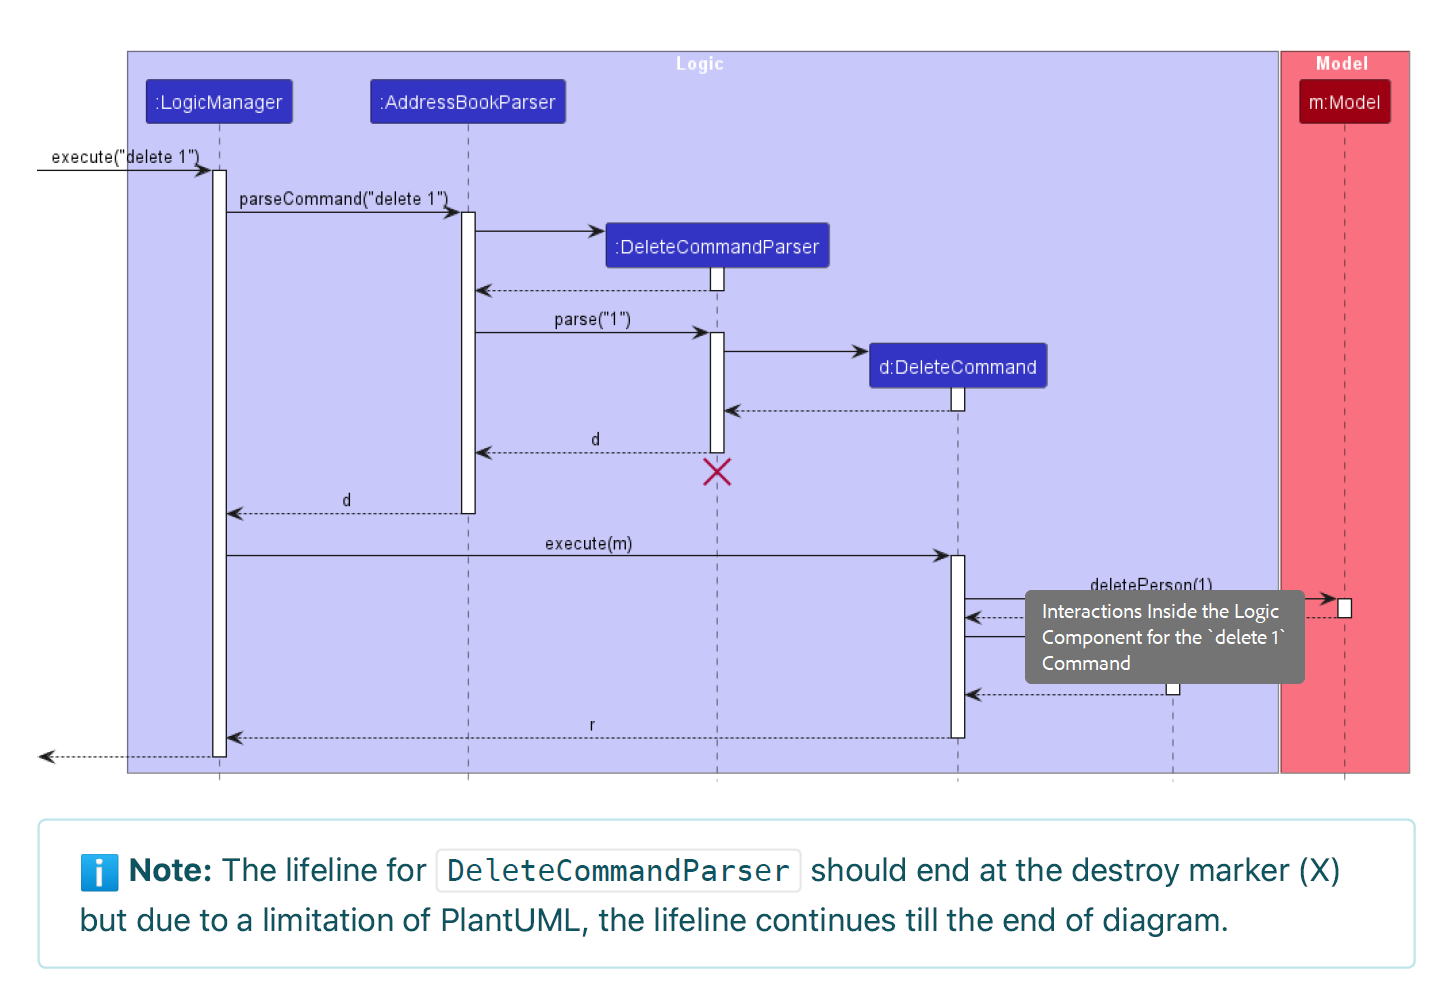 Logic
Model
:LogicManager
:AddressBookParser
m:Model
execute("delete 1")
parseCommand("delete 1")
:DeleteCommandParser
parse("1")
d:DeleteCommand
d
d
execute(m)
deletePerson(1)
Interactions Inside the Logic
Component for the `delete 1`
Command
r
Note: The lifeline for DeleteCommandParser should end at the destroy marker (X)
but due to a limitation of PlantUML, the lifeline continues till the end of diagram.